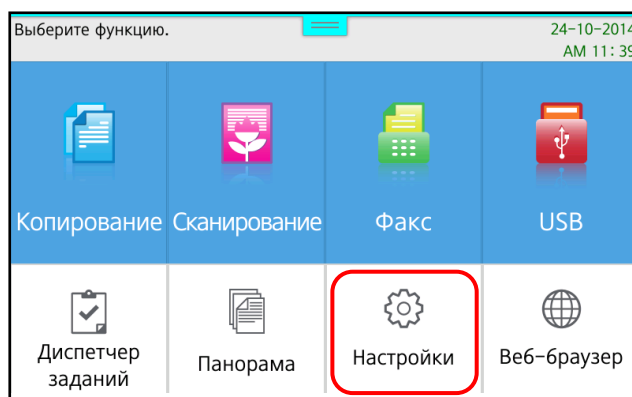 Выберите функцию.
24-10-2014
AM 11:39
Копирование
Сканирование
Факс
USB
Диспетчер
заданий
Панорама
Настройки
Веб-браузер